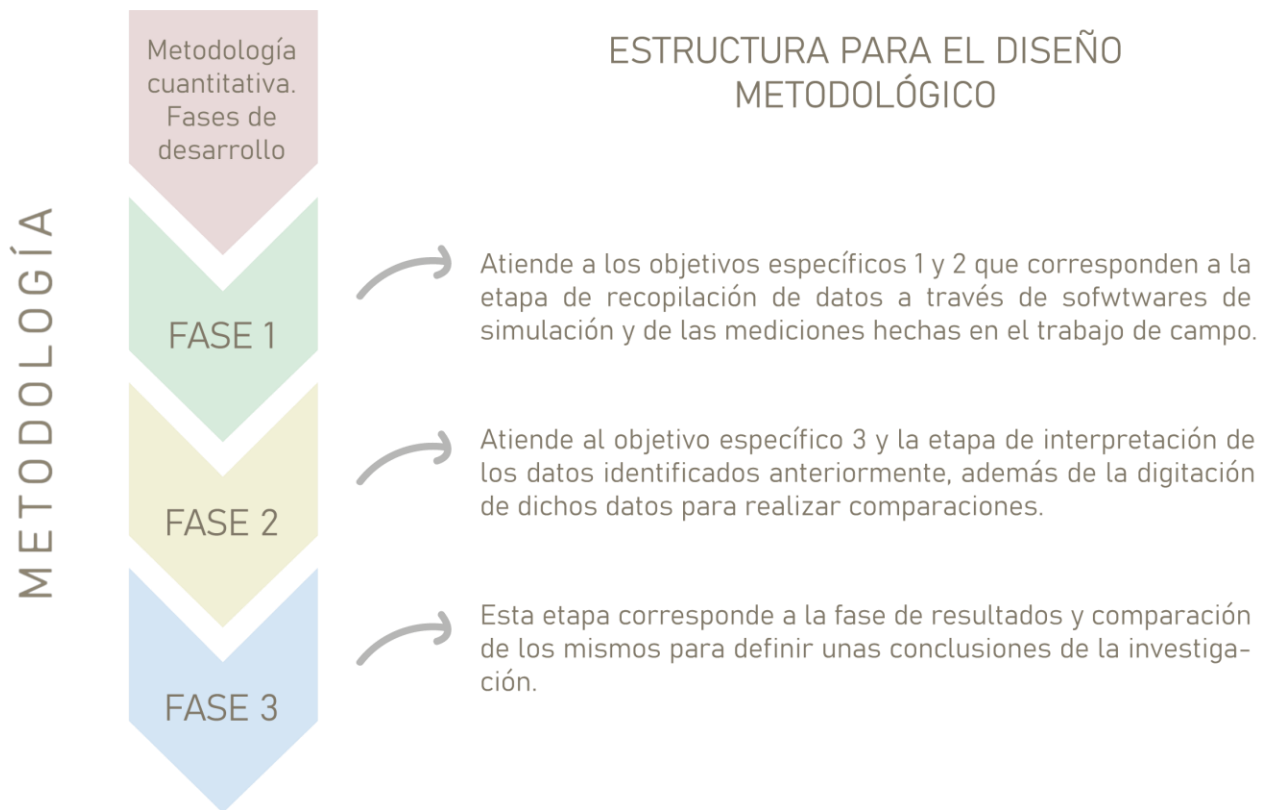 METODOLOGÍA
Metodología
cuantitativa.
Fases de
desarrollo
ESTRUCTURA PARA EL DISEÑO
METODOLÓGICO
FASE 1
Atiende a los objetivos específicos 1 y 2 que corresponden a la
etapa de recopilación de datos a través de sofwtwares de
simulación y de las mediciones hechas en el trabajo de campo.
FASE 2
Atiende al objetivo específico 3 y la etapa de interpretación de
los datos identificados anteriormente, además de la digitación
de dichos datos para realizar comparaciones.
FASE 3
Esta etapa corresponde a la fase de resultados y comparación
de los mismos para definir unas conclusiones de la investiga-
ción.